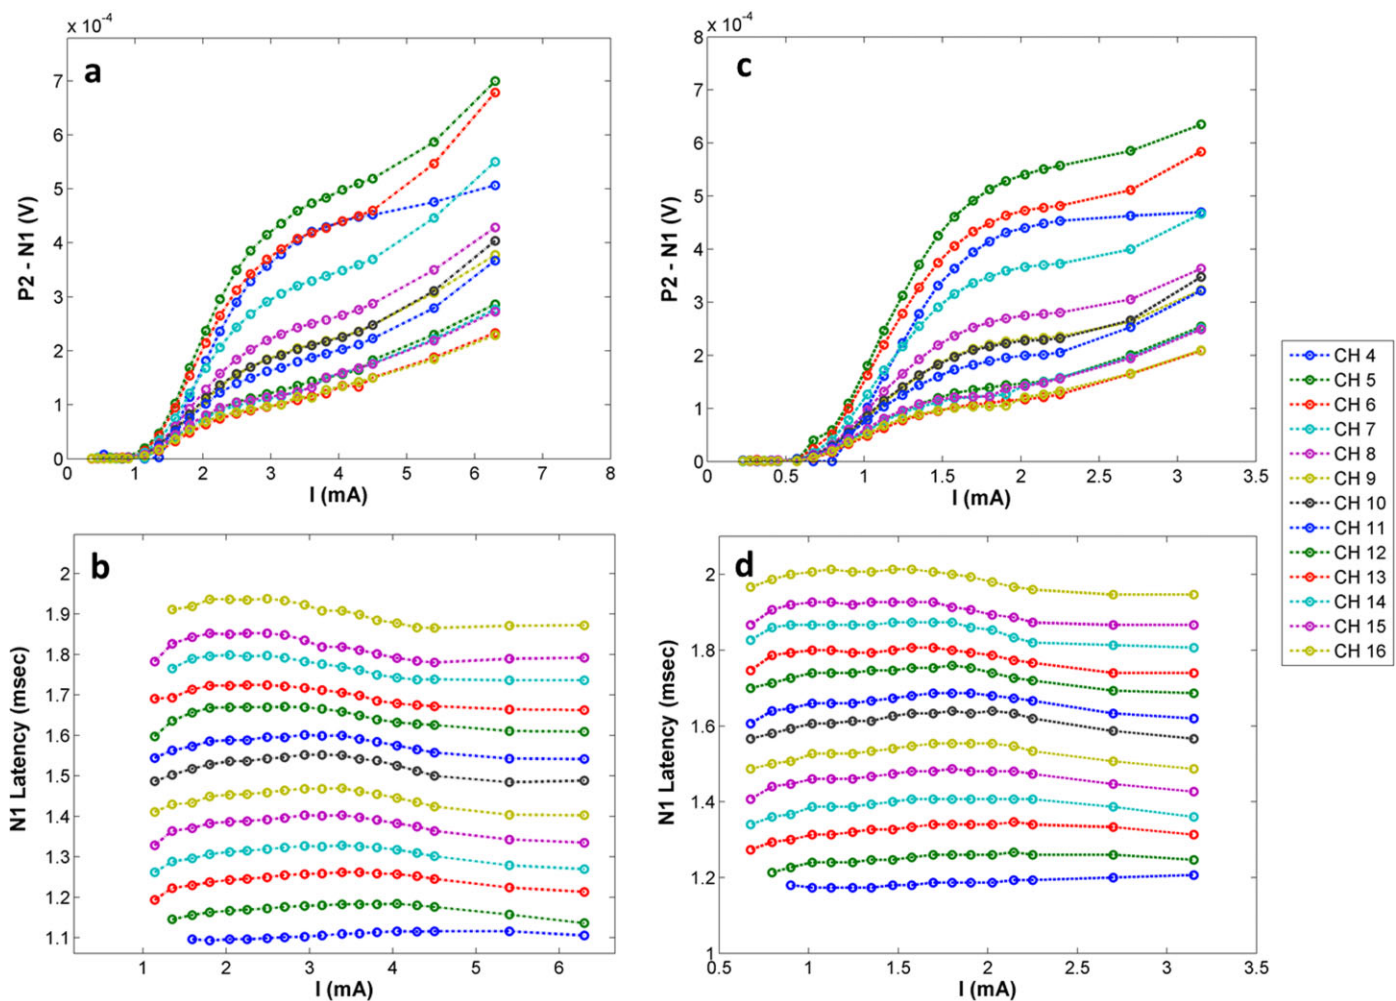 x 10⁻⁴
a
7
6
5
4
3
2
1
0
P2 - N1 (V)
0 1 2 3 4 5 6 7 8
I (mA)
x 10⁻⁴
c
8
7
6
5
4
3
2
1
0
P2 - N1 (V)
0 0.5 1 1.5 2 2.5 3 3.5
I (mA)
b
2
1.9
1.8
1.7
1.6
1.5
1.4
1.3
1.2
1.1
N1 Latency (msec)
1 2 3 4 5 6
I (mA)
d
2
1.8
1.6
1.4
1.2
1
N1 Latency (msec)
0.5 1 1.5 2 2.5 3 3.5
I (mA)
CH 4
CH 5
CH 6
CH 7
CH 8
CH 9
CH 10
CH 11
CH 12
CH 13
CH 14
CH 15
CH 16